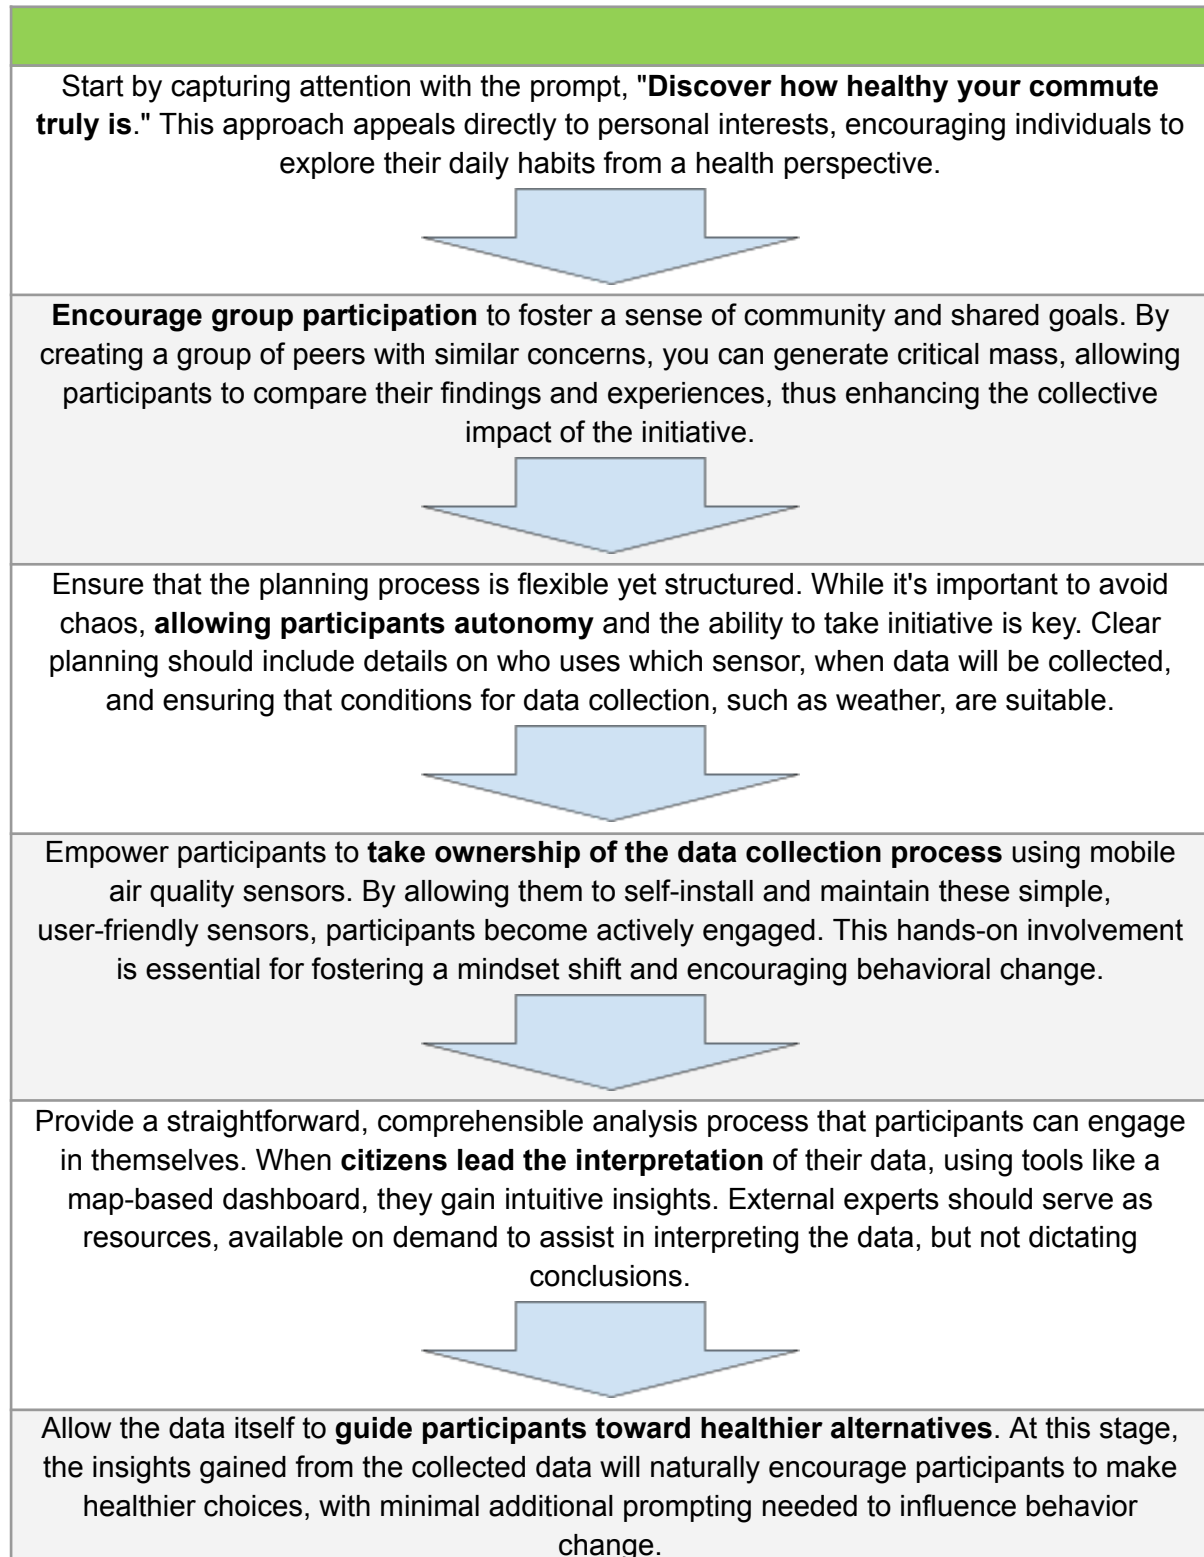 Start by capturing attention with the prompt, "Discover how healthy your commute
truly is." This approach appeals directly to personal interests, encouraging individuals to
explore their daily habits from a health perspective.
Encourage group participation to foster a sense of community and shared goals. By
creating a group of peers with similar concerns, you can generate critical mass, allowing
participants to compare their findings and experiences, thus enhancing the collective
impact of the initiative.
Ensure that the planning process is flexible yet structured. While it's important to avoid
chaos, allowing participants autonomy and the ability to take initiative is key. Clear
planning should include details on who uses which sensor, when data will be collected,
and ensuring that conditions for data collection, such as weather, are suitable.
Empower participants to take ownership of the data collection process using mobile
air quality sensors. By allowing them to self-install and maintain these simple,
user-friendly sensors, participants become actively engaged. This hands-on involvement
is essential for fostering a mindset shift and encouraging behavioral change.
Provide a straightforward, comprehensible analysis process that participants can engage
in themselves. When citizens lead the interpretation of their data, using tools like a
map-based dashboard, they gain intuitive insights. External experts should serve as
resources, available on demand to assist in interpreting the data, but not dictating
conclusions.
Allow the data itself to guide participants toward healthier alternatives. At this stage,
the insights gained from the collected data will naturally encourage participants to make
healthier choices, with minimal additional prompting needed to influence behavior
change.